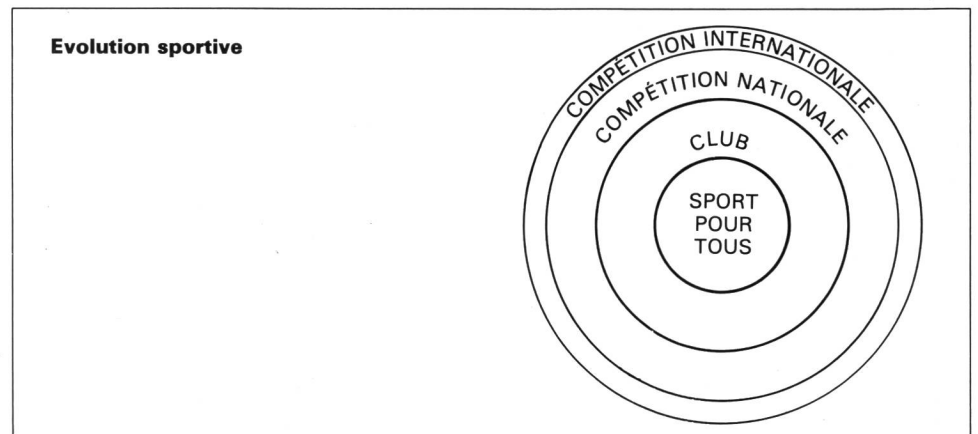 Evolution sportive
COMPÉTITION INTERNATIONALE
COMPÉTITION NATIONALE
CLUB
SPORT
POUR
TOUS